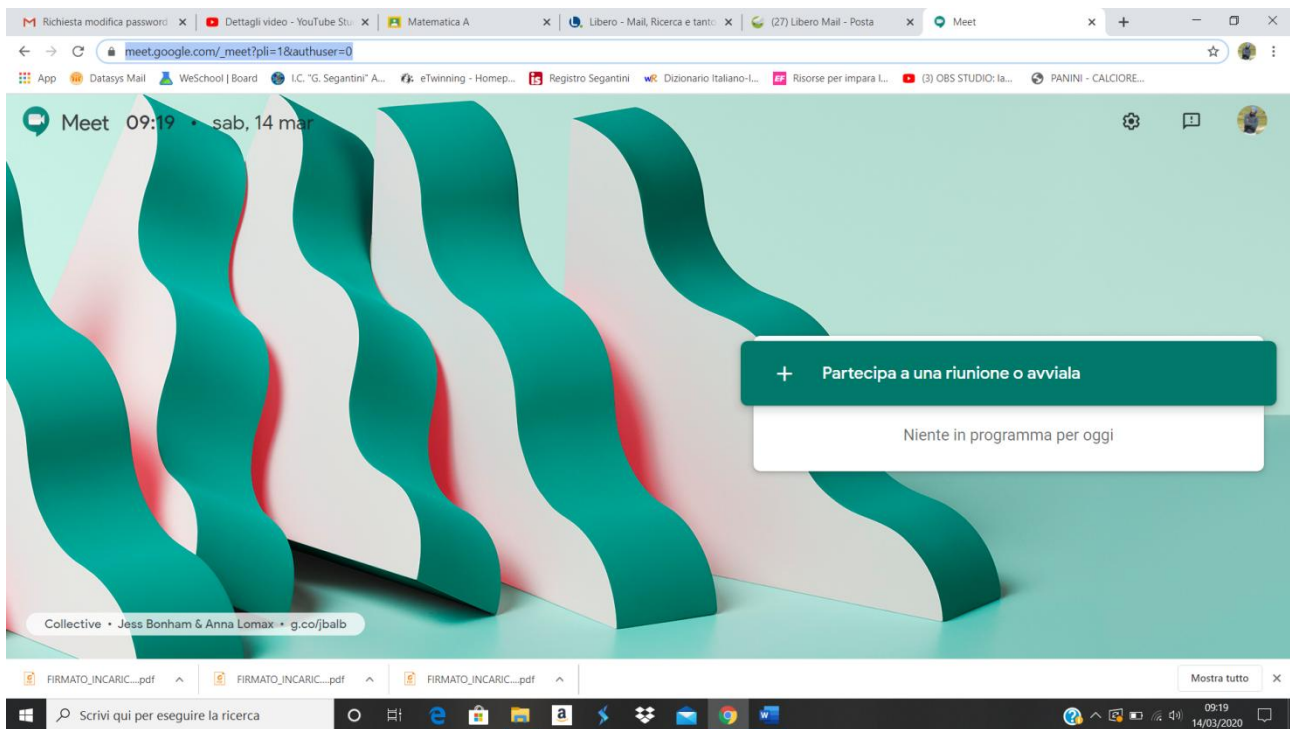 Richiesta modifica password
Dettagli video - YouTube Stu
Matematica A
Libero - Mail, Ricerca e tanto
(27) Libero Mail - Posta
Meet
meet.google.com/_meet?pli=1&authuser=0
App
Datasys Mail
WeSchool | Board
I.C. "G. Segantini" A...
eTwinning - Homep...
Registro Segantini
Dizionario Italiano-I...
Risorse per impara l...
(3) OBS STUDIO: la...
PANINI - CALCIORE...
Meet 09:19 • sab, 14 mar
Partecipa a una riunione o avviala
Niente in programma per oggi
Collective • Jess Bonham & Anna Lomax • g.co/jbalb
FIRMATO_INCARIC....pdf
FIRMATO_INCARIC....pdf
FIRMATO_INCARIC....pdf
Mostra tutto
Scrivi qui per eseguire la ricerca
09:19
14/03/2020